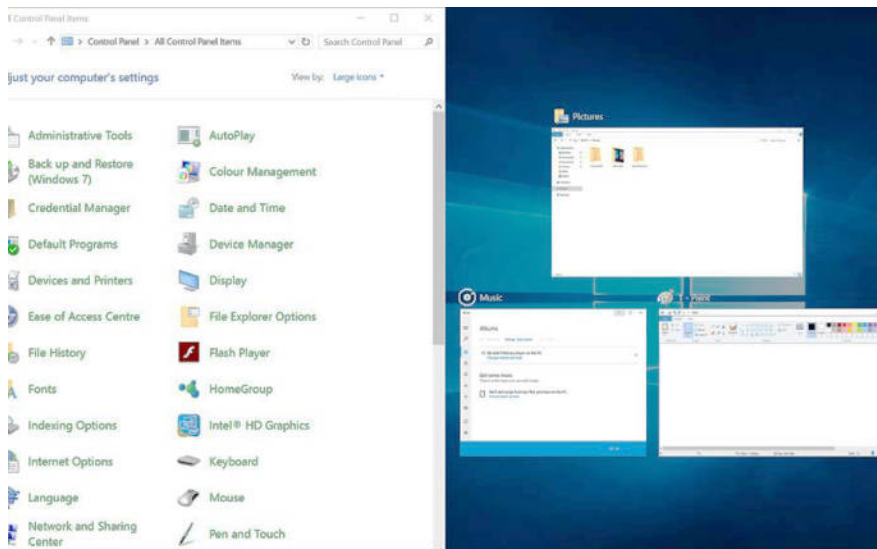 ll Control Panel Items
Control Panel > All Control Panel Items
Search Control Panel
just your computer's settings
View by: Large icons
Administrative Tools
AutoPlay
Back up and Restore
(Windows 7)
Colour Management
Credential Manager
Date and Time
Default Programs
Device Manager
Devices and Printers
Display
Ease of Access Centre
File Explorer Options
File History
Flash Player
Fonts
HomeGroup
Indexing Options
Intel® HD Graphics
Internet Options
Keyboard
Language
Mouse
Network and Sharing
Center
Pen and Touch
Pictures
Music
Paint
Albums